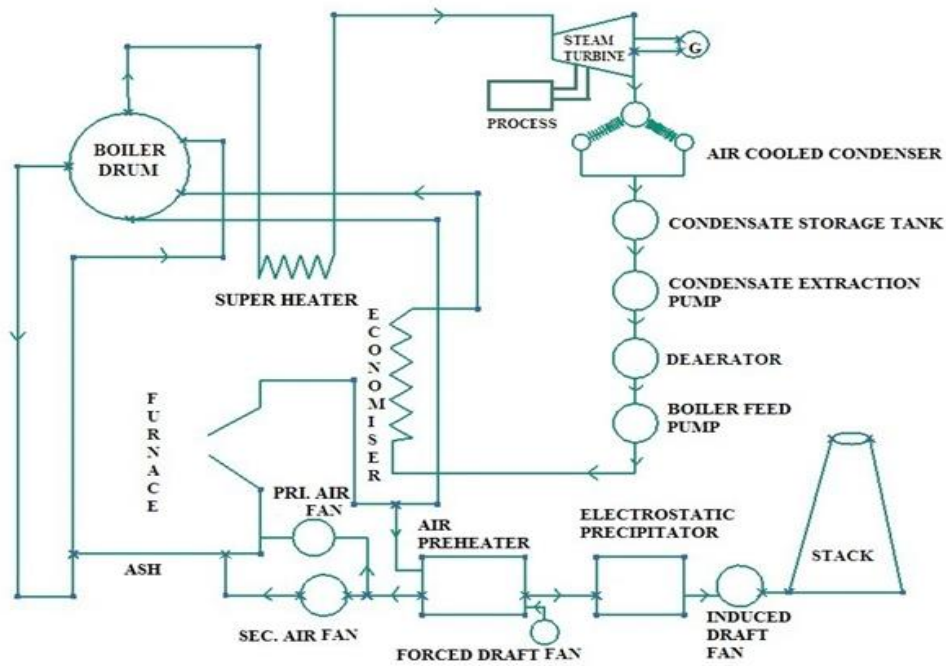 STEAM
TURBINE
G
PROCESS
BOILER
DRUM
AIR COOLED CONDENSER
CONDENSATE STORAGE TANK
SUPER HEATER
CONDENSATE EXTRACTION
PUMP
ECONOMISER
DEAERATOR
FURNACE
BOILER FEED
PUMP
PRI. AIR
FAN
AIR
PREHEATER
ELECTROSTATIC
PRECIPITATOR
STACK
ASH
SEC. AIR FAN
FORCED DRAFT FAN
INDUCED
DRAFT
FAN